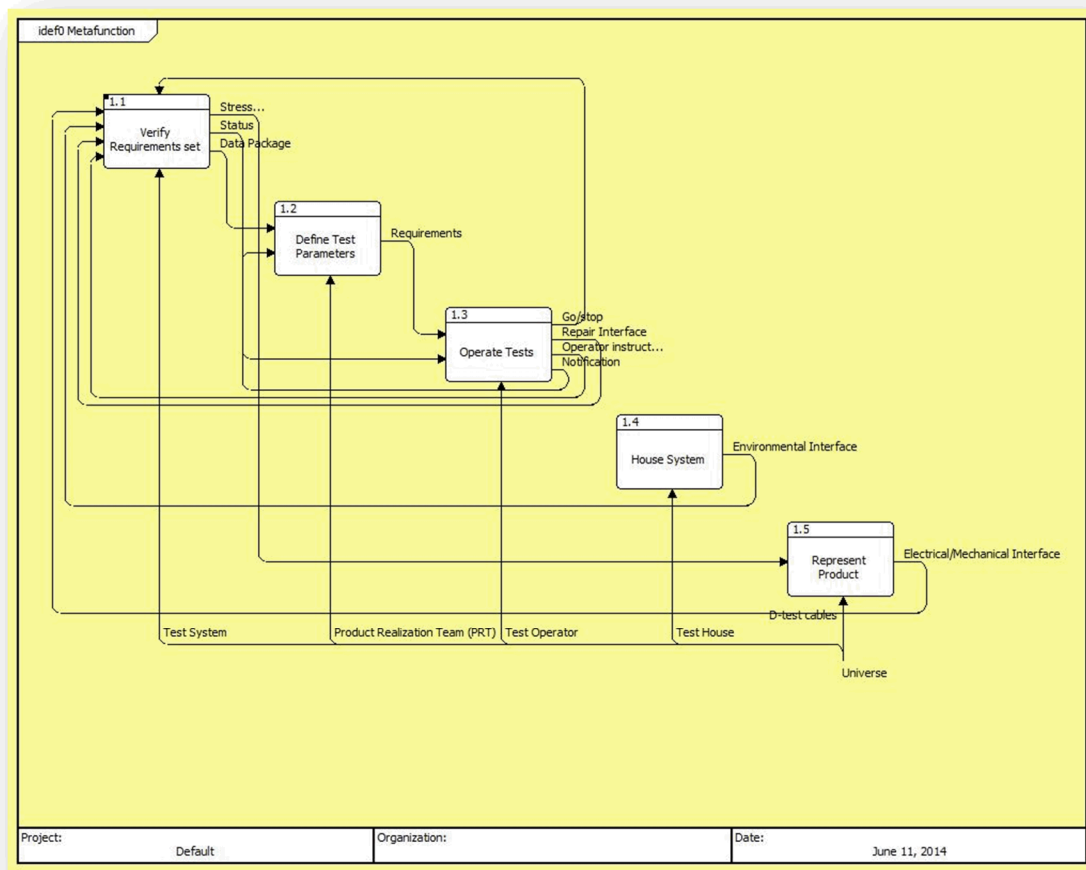 idef0 Metafunction
1.1
Verify
Requirements set
Stress...
Status
Data Package
1.2
Define Test
Parameters
Requirements
1.3
Operate Tests
Go/stop
Repair Interface
Operator instruct...
Notification
1.4
House System
Environmental Interface
1.5
Represent
Product
Electrical/Mechanical Interface
D-test cables
Test System
Product Realization Team (PRT)
Test Operator
Test House
Universe
Project:
Default
Organization:
Date:
June 11, 2014